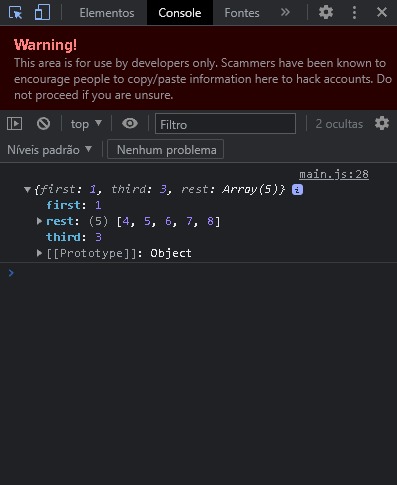 Elementos Console Fontes »
Warning!
This area is for use by developers only. Scammers have been known to
encourage people to copy/paste information here to hack accounts. Do
not proceed if you are unsure.
top ▼ Filtro 2 ocultas
Níveis padrão ▼ Nenhum problema
main.js:28
▼{first: 1, third: 3, rest: Array(5)} i
first: 1
▶rest: (5) [4, 5, 6, 7, 8]
third: 3
▶[[Prototype]]: Object
>